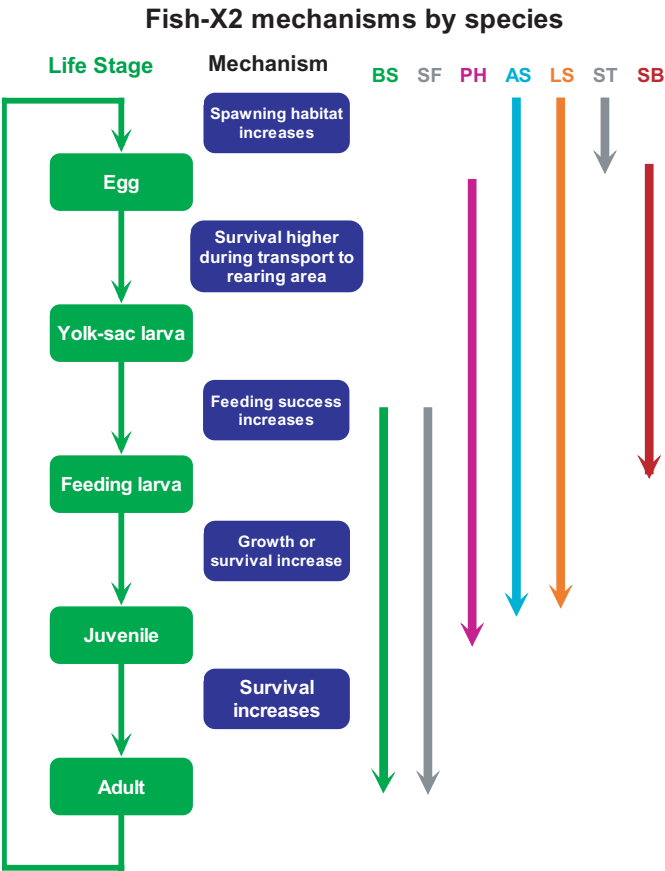 Fish-X2 mechanisms by species
Life Stage
Mechanism
BS
SF
PH
AS
LS
ST
SB
Spawning habitat
increases
Egg
Survival higher
during transport to
rearing area
Yolk-sac larva
Feeding success
increases
Feeding larva
Growth or
survival increase
Juvenile
Survival
increases
Adult